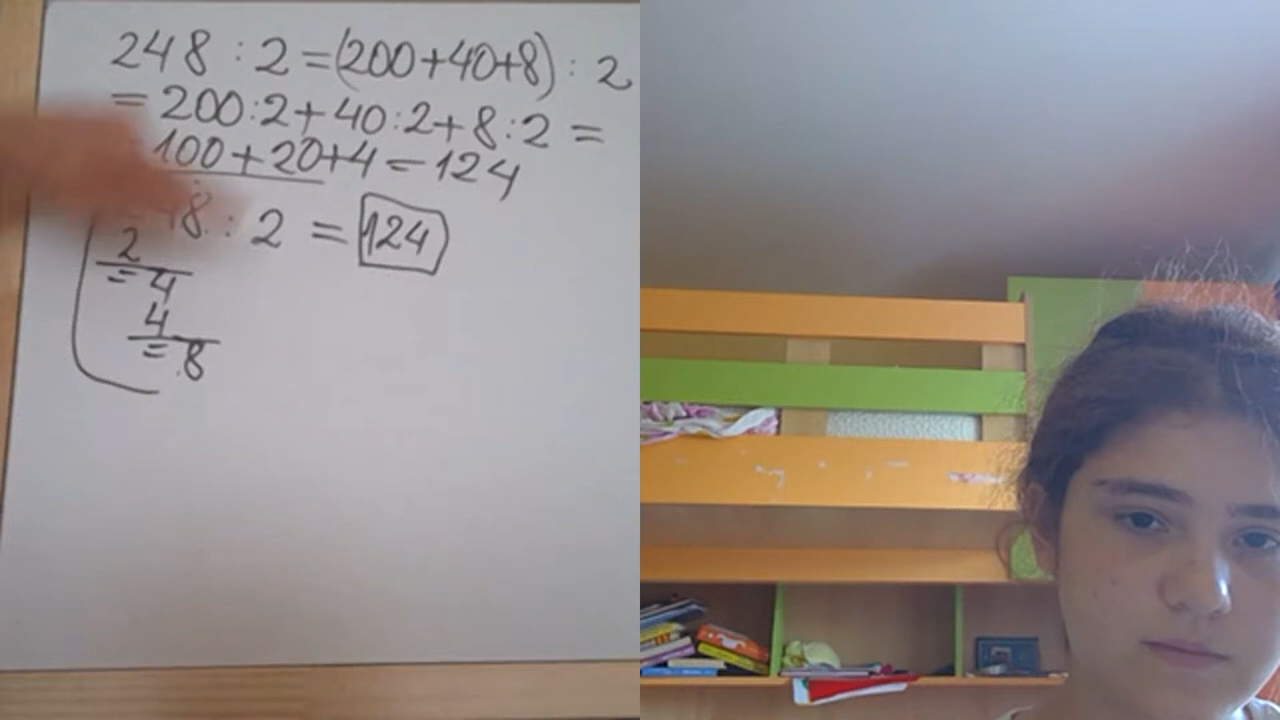 248 : 2 = (200+40+8) : 2
= 200:2+40:2+8:2 =
100+20+4=124
48 : 2 = 124
2
= 4
4
= 8